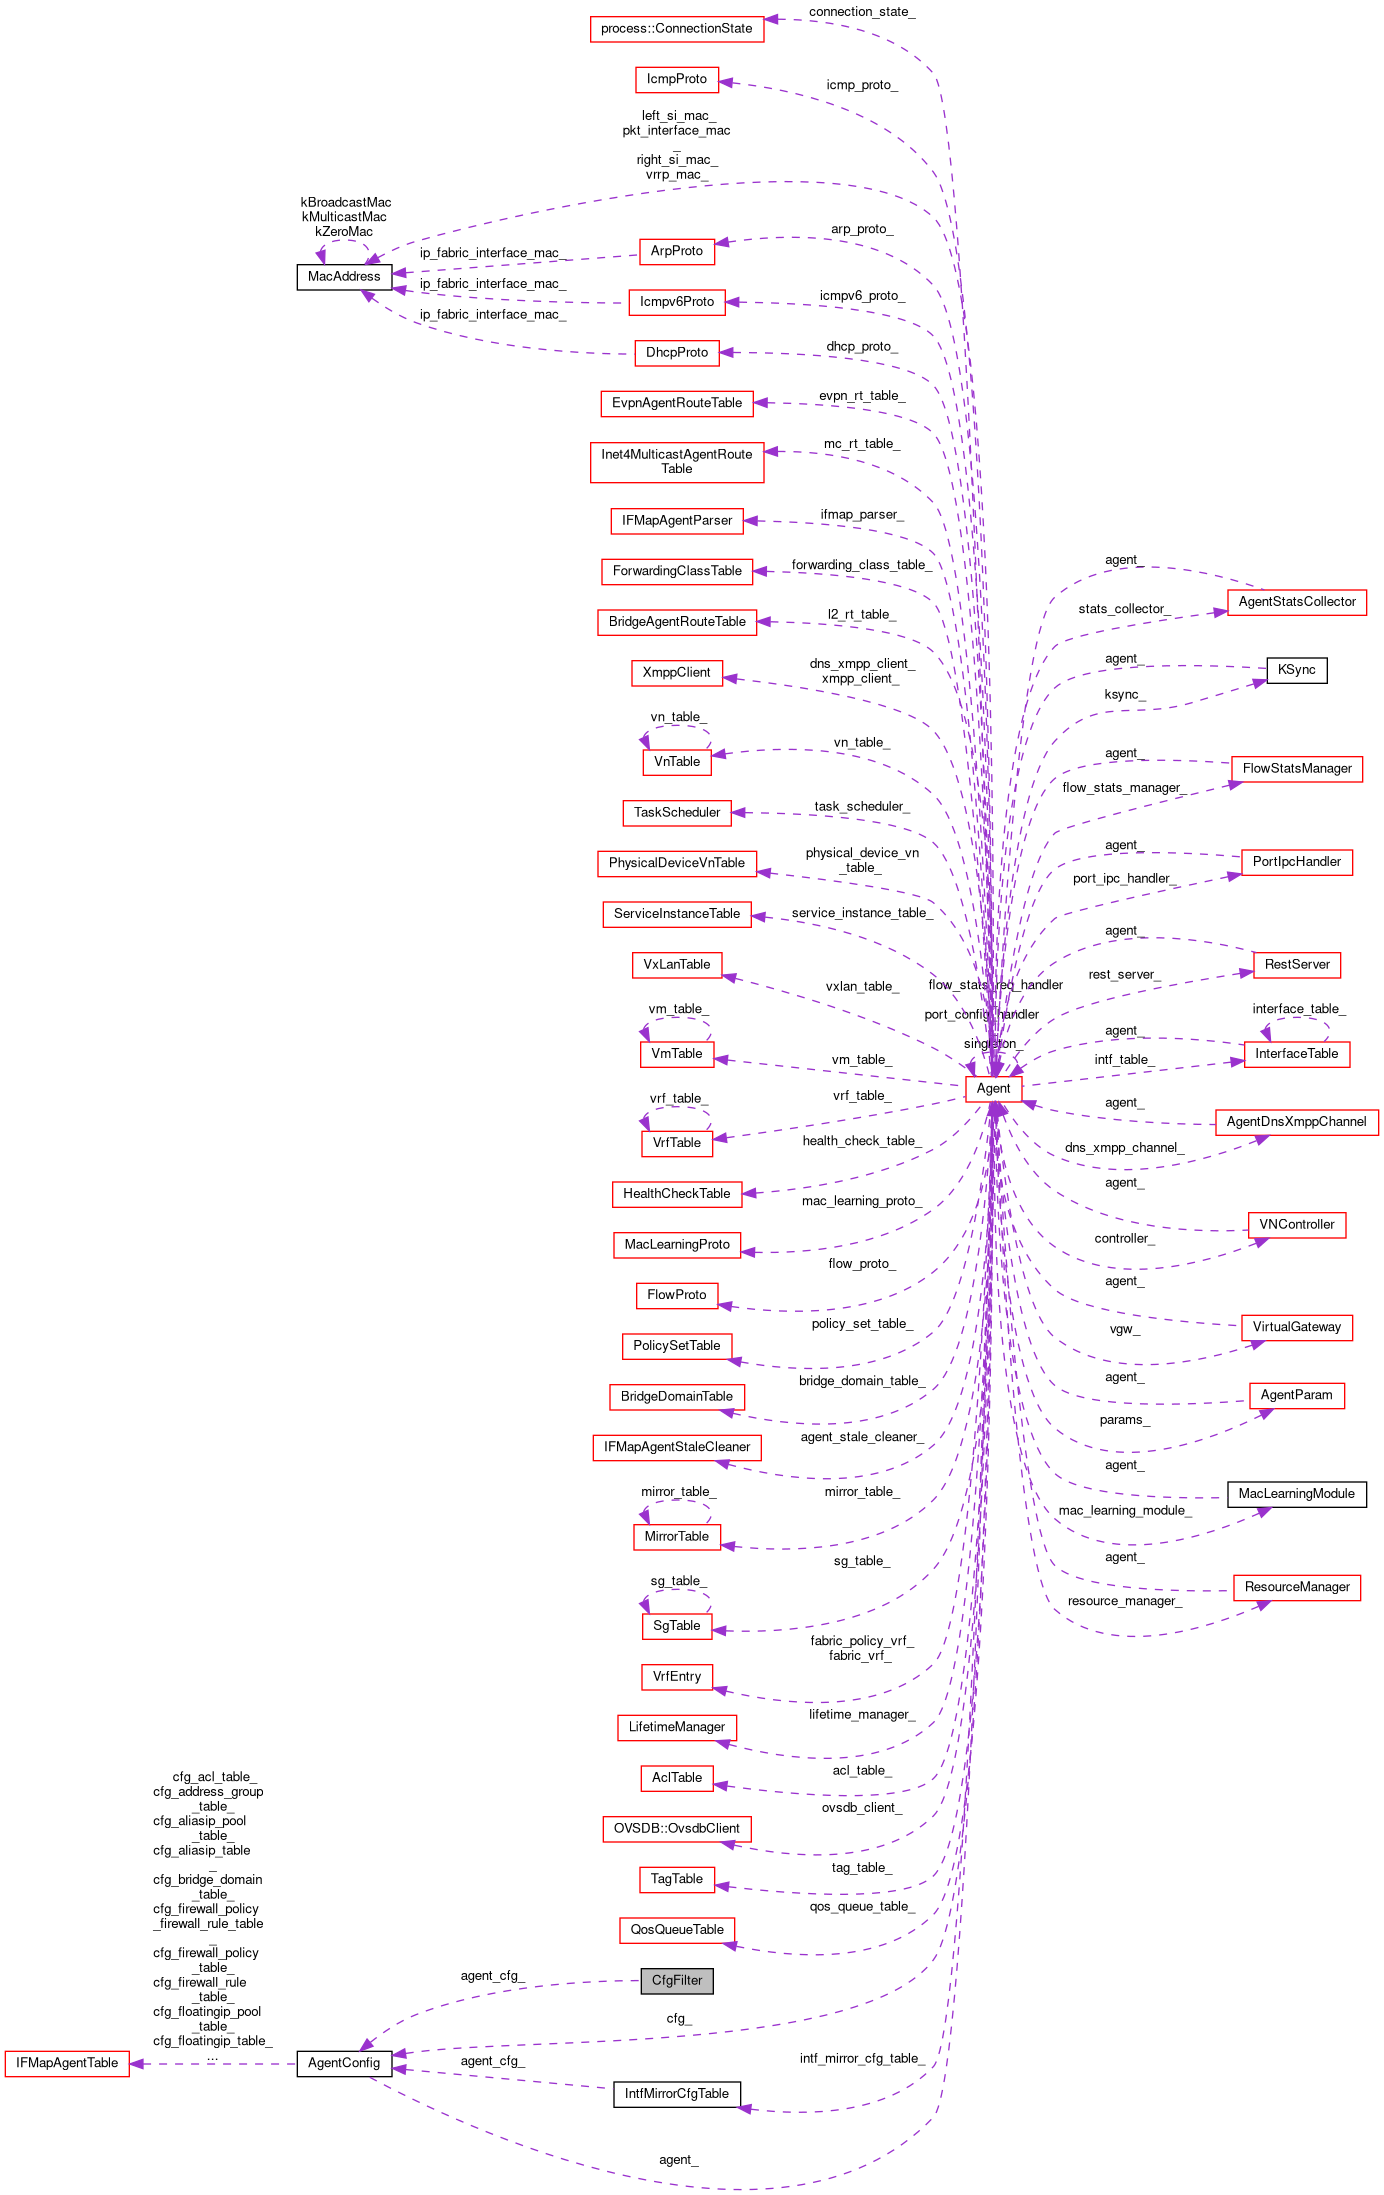 connection_state_
process::ConnectionState
IcmpProto
icmp_proto_
left_si_mac_
pkt_interface_mac
_
right_si_mac_
vrrp_mac_
kBroadcastMac
kMulticastMac
kZeroMac
MacAddress
ip_fabric_interface_mac_
ArpProto
arp_proto_
ip_fabric_interface_mac_
Icmpv6Proto
icmpv6_proto_
ip_fabric_interface_mac_
DhcpProto
dhcp_proto_
EvpnAgentRouteTable
evpn_rt_table_
Inet4MulticastAgentRoute
Table
mc_rt_table_
IFMapAgentParser
ifmap_parser_
ForwardingClassTable
forwarding_class_table_
BridgeAgentRouteTable
l2_rt_table_
XmppClient
dns_xmpp_client_
xmpp_client_
vn_table_
VnTable
vn_table_
TaskScheduler
task_scheduler_
PhysicalDeviceVnTable
physical_device_vn
_table_
ServiceInstanceTable
service_instance_table_
VxLanTable
vxlan_table_
vm_table_
VmTable
vm_table_
vrf_table_
VrfTable
vrf_table_
HealthCheckTable
health_check_table_
MacLearningProto
mac_learning_proto_
FlowProto
flow_proto_
PolicySetTable
policy_set_table_
BridgeDomainTable
bridge_domain_table_
IFMapAgentStaleCleaner
agent_stale_cleaner_
mirror_table_
MirrorTable
mirror_table_
sg_table_
SgTable
sg_table_
VrfEntry
fabric_policy_vrf_
fabric_vrf_
LifetimeManager
lifetime_manager_
AclTable
acl_table_
OVSDB::OvsdbClient
ovsdb_client_
TagTable
tag_table_
QosQueueTable
qos_queue_table_
CfgFilter
agent_cfg_
cfg_
agent_cfg_
IntfMirrorCfgTable
intf_mirror_cfg_table_
agent_
AgentConfig
IFMapAgentTable
cfg_acl_table_
cfg_address_group
_table_
cfg_aliasip_pool
_table_
cfg_aliasip_table
_
cfg_bridge_domain
_table_
cfg_firewall_policy
_firewall_rule_table
_
cfg_firewall_policy
_table_
cfg_firewall_rule
_table_
cfg_floatingip_pool
_table_
cfg_floatingip_table_
...
flow_stats_req_handler
port_config_handler
singleton_
Agent
agent_
AgentStatsCollector
stats_collector_
agent_
KSync
ksync_
agent_
FlowStatsManager
flow_stats_manager_
agent_
PortIpcHandler
port_ipc_handler_
agent_
RestServer
rest_server_
interface_table_
agent_
InterfaceTable
intf_table_
agent_
AgentDnsXmppChannel
dns_xmpp_channel_
agent_
VNController
controller_
agent_
VirtualGateway
vgw_
agent_
AgentParam
params_
agent_
MacLearningModule
mac_learning_module_
agent_
ResourceManager
resource_manager_